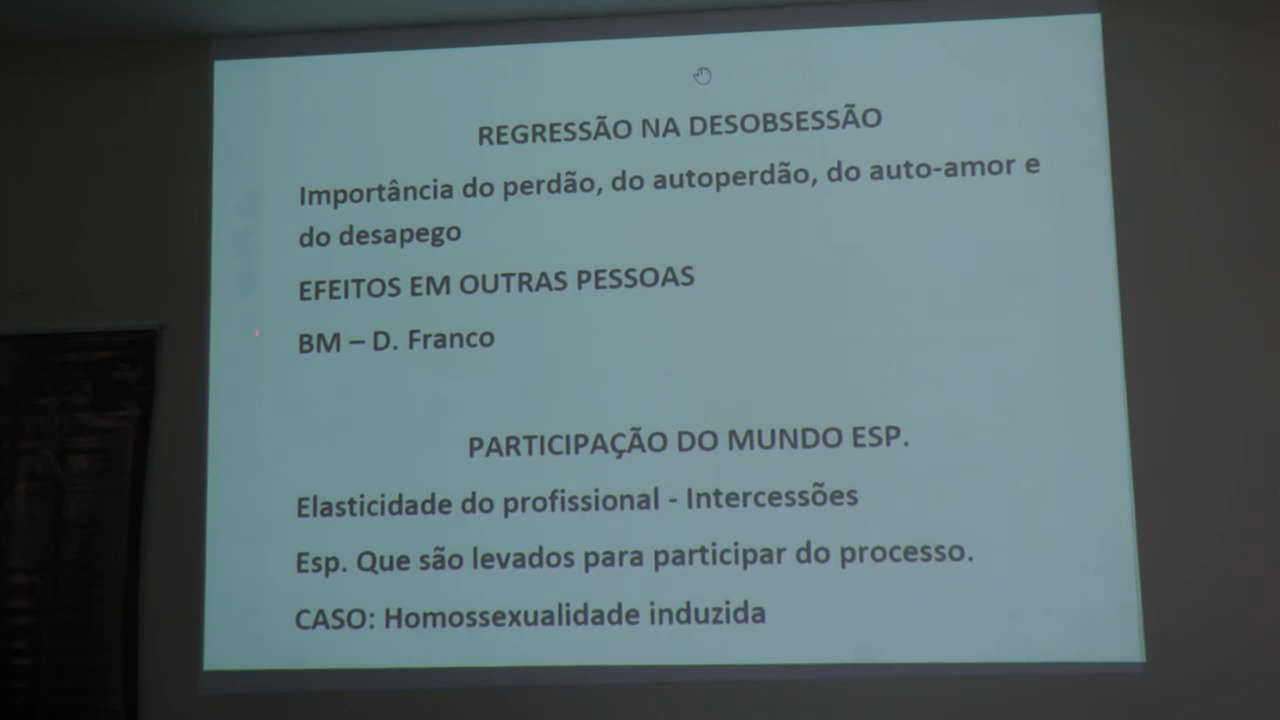 REGRESSÃO NA DESOBSESSÃO
Importância do perdão, do autoperdão, do auto-amor e
do desapego
EFEITOS EM OUTRAS PESSOAS
BM – D. Franco
PARTICIPAÇÃO DO MUNDO ESP.
Elasticidade do profissional - Intercessões
Esp. Que são levados para participar do processo.
CASO: Homossexualidade induzida